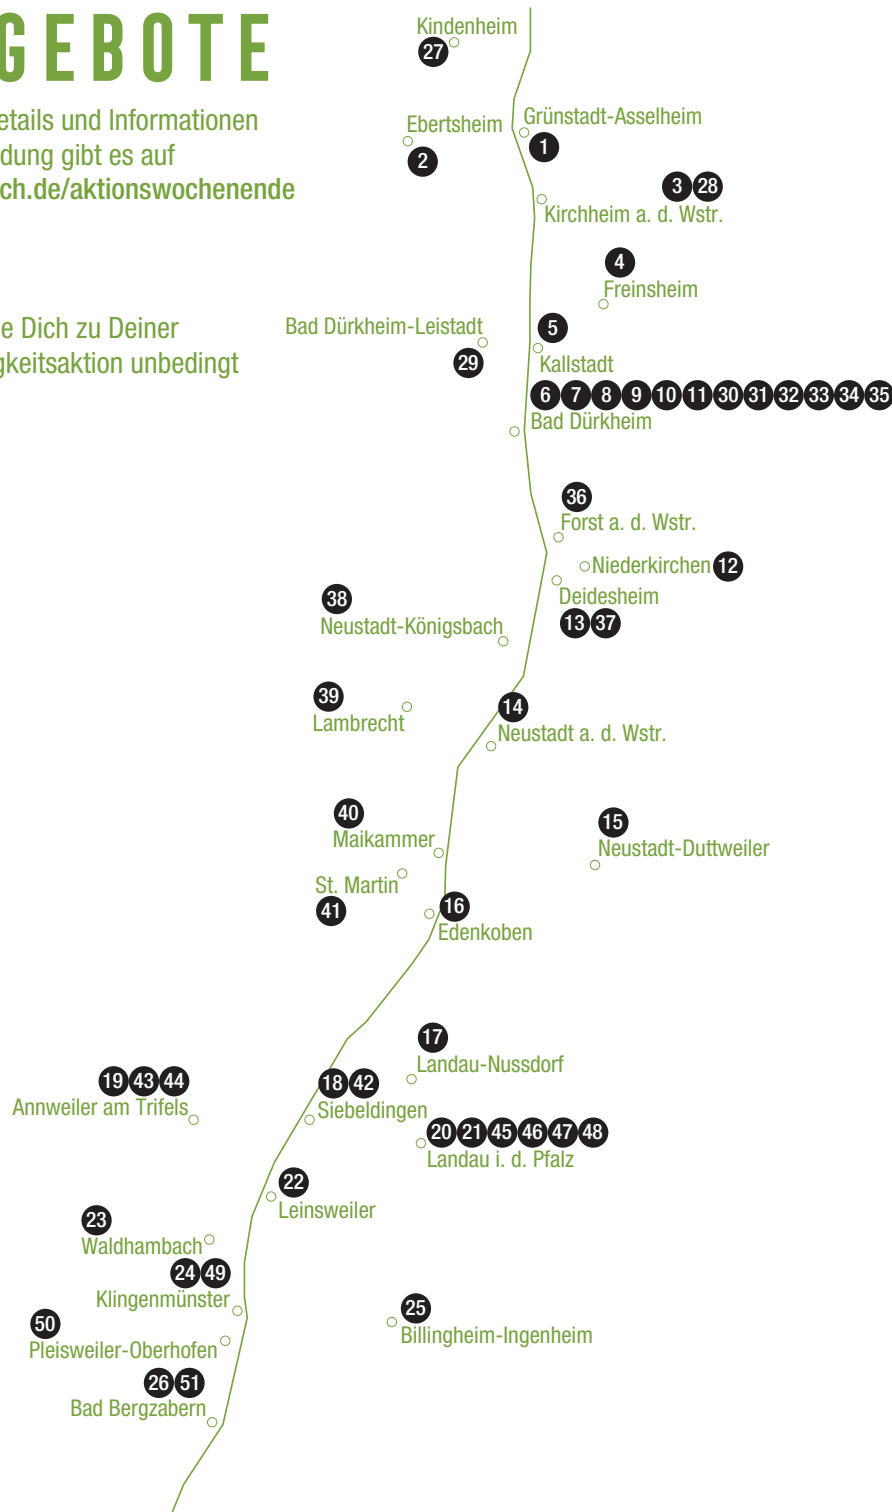 GEBOTE
etails und Informationen
dung gibt es auf
ch.de/aktionswochenende
e Dich zu Deiner
gkeitsaktion unbedingt
Kindenheim
27
Ebertsheim
2
Grünstadt-Asselheim
1
3 28
Kirchheim a. d. Wstr.
4
Freinsheim
Bad Dürkheim-Leistadt
29
5
Kallstadt
6 7 8 9 10 11 30 31 32 33 34 35
Bad Dürkheim
36
Forst a. d. Wstr.
Niederkirchen 12
Deidesheim
13 37
38
Neustadt-Königsbach
39
Lambrecht
14
Neustadt a. d. Wstr.
40
Maikammer
15
Neustadt-Duttweiler
St. Martin
41
16
Edenkoben
17
Landau-Nussdorf
19 43 44
Annweiler am Trifels
18 42
Siebeldingen
20 21 45 46 47 48
Landau i. d. Pfalz
22
Leinsweiler
23
Waldhambach
24 49
Klingenmünster
25
Billingheim-Ingenheim
50
Pleisweiler-Oberhofen
26 51
Bad Bergzabern